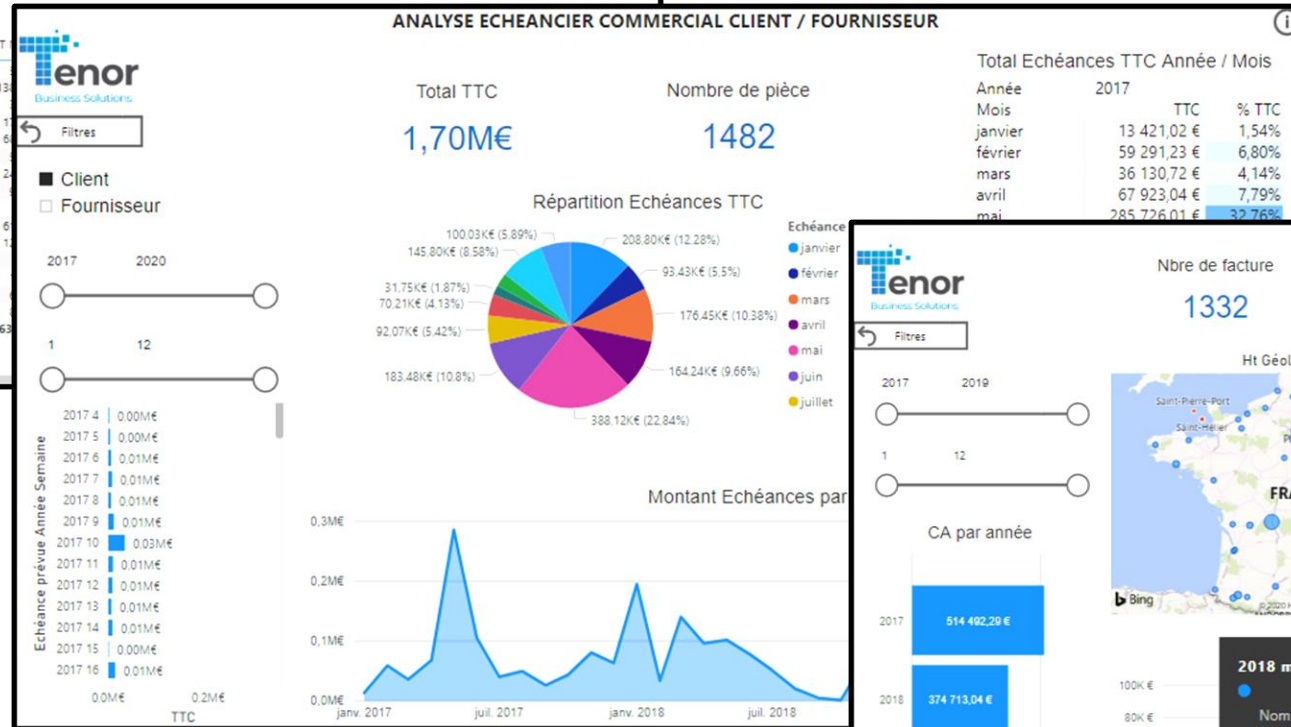 ANALYSE ECHEANCIER COMMERCIAL CLIENT / FOURNISSEUR
Tenor
Business Solutions
Filtres
Client
Fournisseur
2017 2020
1 12
Total TTC
1,70M€
Nombre de pièce
1482
Total Echéances TTC Année / Mois
Année 2017
Mois TTC % TTC
janvier 13 421,02 € 1,54%
février 59 291,23 € 6,80%
mars 36 130,72 € 4,14%
avril 67 923,04 € 7,79%
mai 285 726,01 € 32,76%
Répartition Echéances TTC
100,03K€ (5.89%)
145,80K€ (8.58%)
31,75K€ (1.87%)
70,21K€ (4.13%)
92,07K€ (5.42%)
183,48K€ (10.8%)
208,80K€ (12.28%)
93,43K€ (5.5%)
176,45K€ (10.38%)
164,24K€ (9.66%)
388,12K€ (22.84%)
Echéance
janvier
février
mars
avril
mai
juin
juillet
Echéance prévue Année Semaine
2017 4 0.00M€
2017 5 0.00M€
2017 6 0.01M€
2017 7 0.01M€
2017 8 0.01M€
2017 9 0.01M€
2017 10 0.03M€
2017 11 0.01M€
2017 12 0.01M€
2017 13 0.01M€
2017 14 0.01M€
2017 15 0.00M€
2017 16 0.01M€
0.0M€ 0.2M€
TTC
Montant Echéances par
0,3M€
0,2M€
0,1M€
0,0M€
janv. 2017 juil. 2017 janv. 2018 juil. 2018
Tenor
Business Solutions
Filtres
2017 2019
1 12
Nbre de facture
1332
Ht Géol
Saint-Pierre-Port
Saint-Helier
FRA
Bing
CA par année
2017 514 492,29 €
2018 374 713,04 €
100K €
80K €
2018 m
Nom